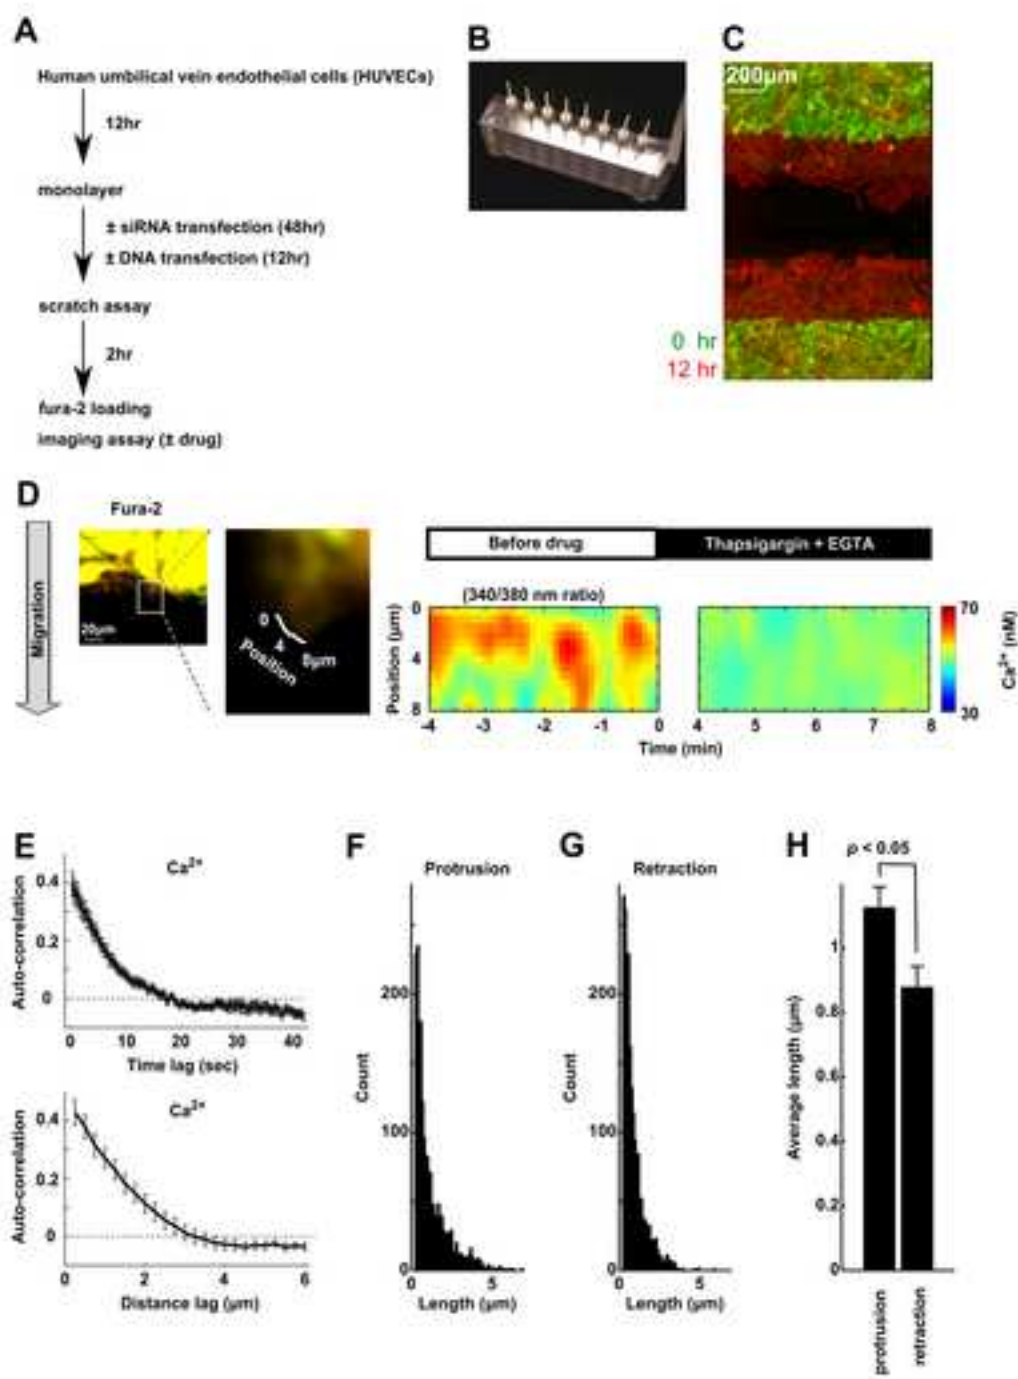 A
Human umbilical vein endothelial cells (HUVECs)
12hr
monolayer
± siRNA transfection (48hr)
± DNA transfection (12hr)
scratch assay
2hr
fura-2 loading
imaging assay (± drug)
B
C
200µm
0 hr
12 hr
D
Migration
Fura-2
20µm
0
4
8µm
Position
Before drug
Thapsigargin + EGTA
(340/380 nm ratio)
Position (µm)
0
4
8
-4 -3 -2 -1 0
4 5 6 7 8
Time (min)
70
30
Ca²⁺ (nM)
E
Ca²⁺
Auto-correlation
0.4
0.2
0
0 10 20 30 40
Time lag (sec)
Ca²⁺
Auto-correlation
0.4
0.2
0
0 2 4 6
Distance lag (µm)
F
Protrusion
Count
200
100
0
0 5
Length (µm)
G
Retraction
Count
200
100
0
0 5
Length (µm)
H
p < 0.05
Average length (µm)
1
0.8
0.6
0.4
0.2
0
protrusion
retraction